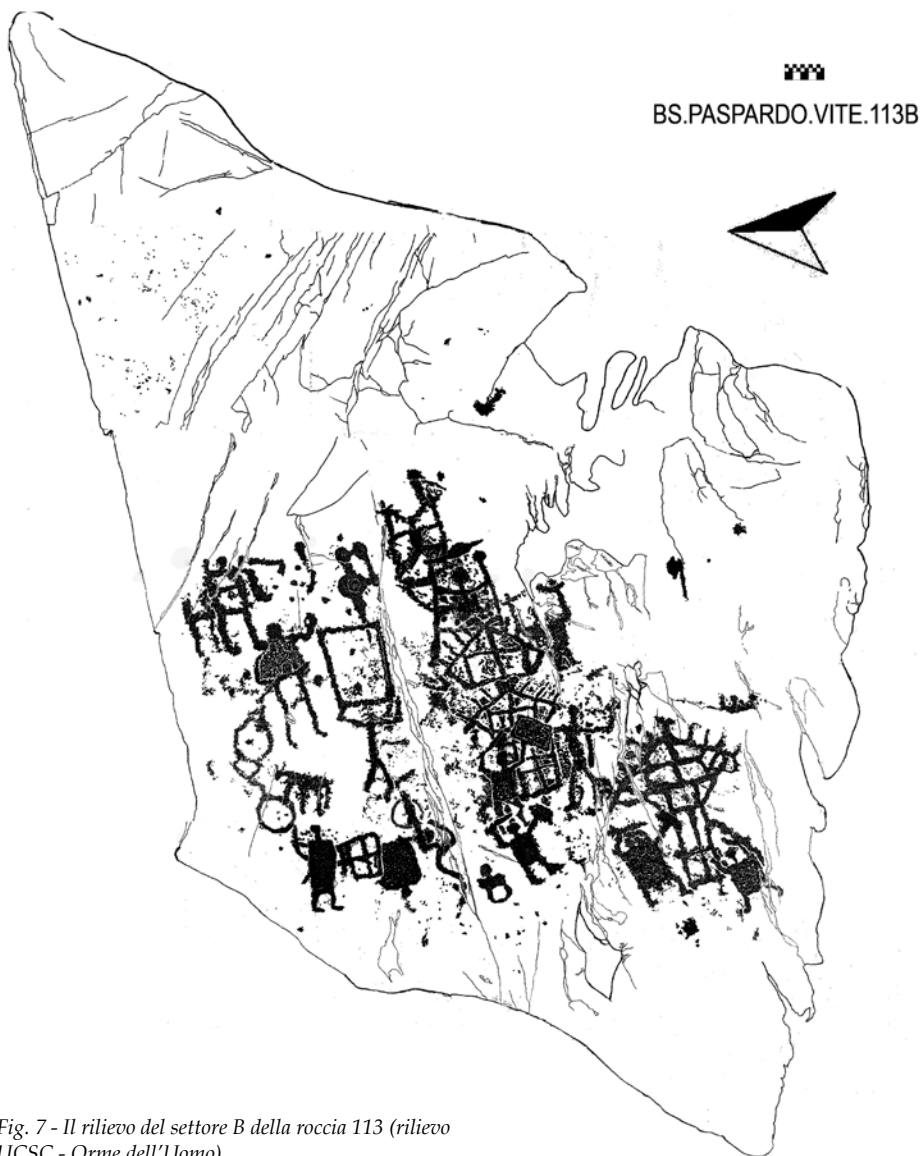 BS.PASPARDO.VITE.113B
Fig. 7 - Il rilievo del settore B della roccia 113 (rilievo
UCSC - Orme dell'Uomo)